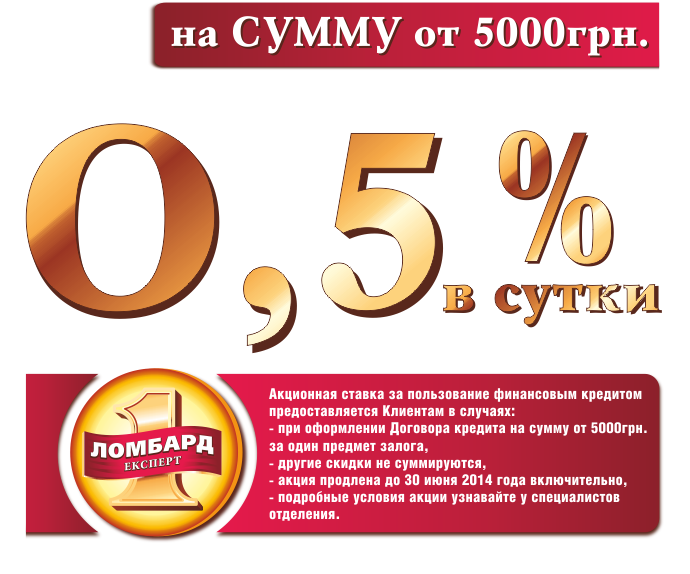 на СУММУ от 5000грн.
0,5%
в сутки
1
ЛОМБАРД
ЕКСПЕРТ
Акционная ставка за пользование финансовым кредитом
предоставляется Клиентам в случаях:
- при оформлении Договора кредита на сумму от 5000грн.
за один предмет залога,
- другие скидки не суммируются,
- акция продлена до 30 июня 2014 года включительно,
- подробные условия акции узнавайте у специалистов
отделения.